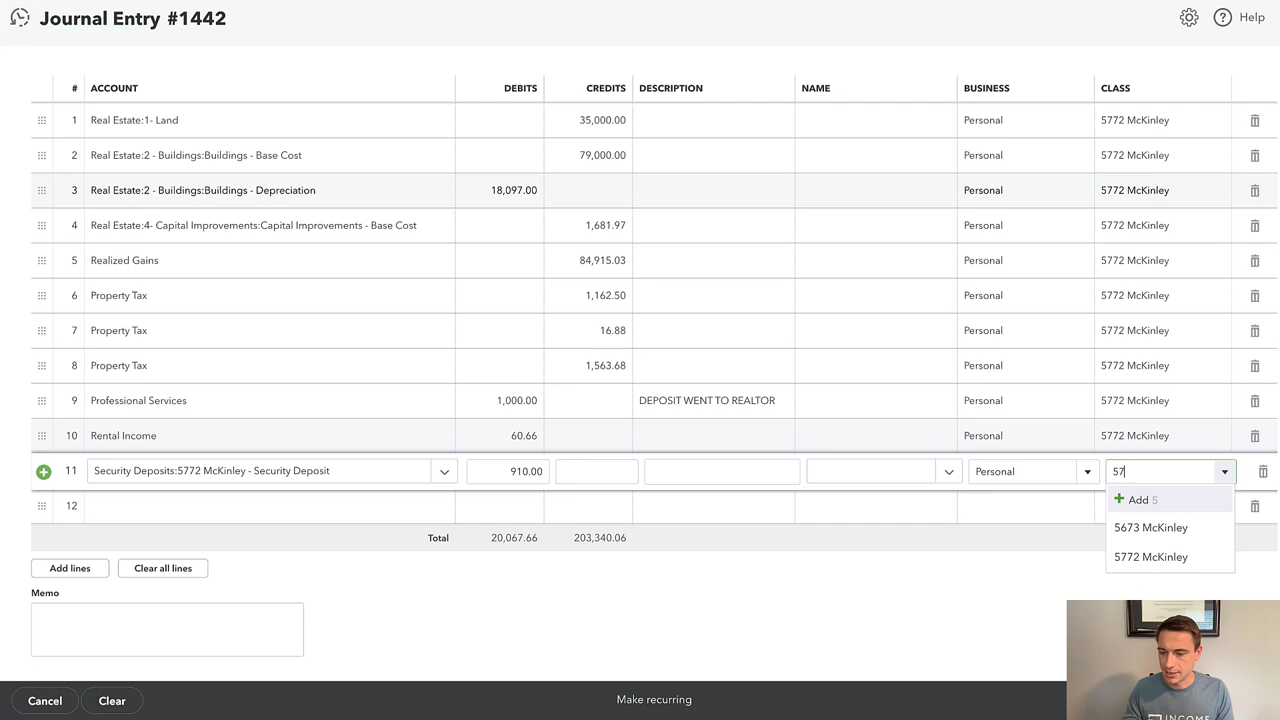 Journal Entry #1442
Help
# ACCOUNT DEBITS CREDITS DESCRIPTION NAME BUSINESS CLASS
1 Real Estate:1- Land 35,000.00 Personal 5772 McKinley
2 Real Estate:2 - Buildings:Buildings - Base Cost 79,000.00 Personal 5772 McKinley
3 Real Estate:2 - Buildings:Buildings - Depreciation 18,097.00 Personal 5772 McKinley
4 Real Estate:4- Capital Improvements:Capital Improvements - Base Cost 1,681.97 Personal 5772 McKinley
5 Realized Gains 84,915.03 Personal 5772 McKinley
6 Property Tax 1,162.50 Personal 5772 McKinley
7 Property Tax 16.88 Personal 5772 McKinley
8 Property Tax 1,563.68 Personal 5772 McKinley
9 Professional Services 1,000.00 DEPOSIT WENT TO REALTOR Personal 5772 McKinley
10 Rental Income 60.66 Personal 5772 McKinley
11 Security Deposits:5772 McKinley - Security Deposit 910.00 Personal 57
Add 5
5673 McKinley
5772 McKinley
12
Total 20,067.66 203,340.06
Add lines Clear all lines
Memo
Cancel Clear Make recurring
INCOME